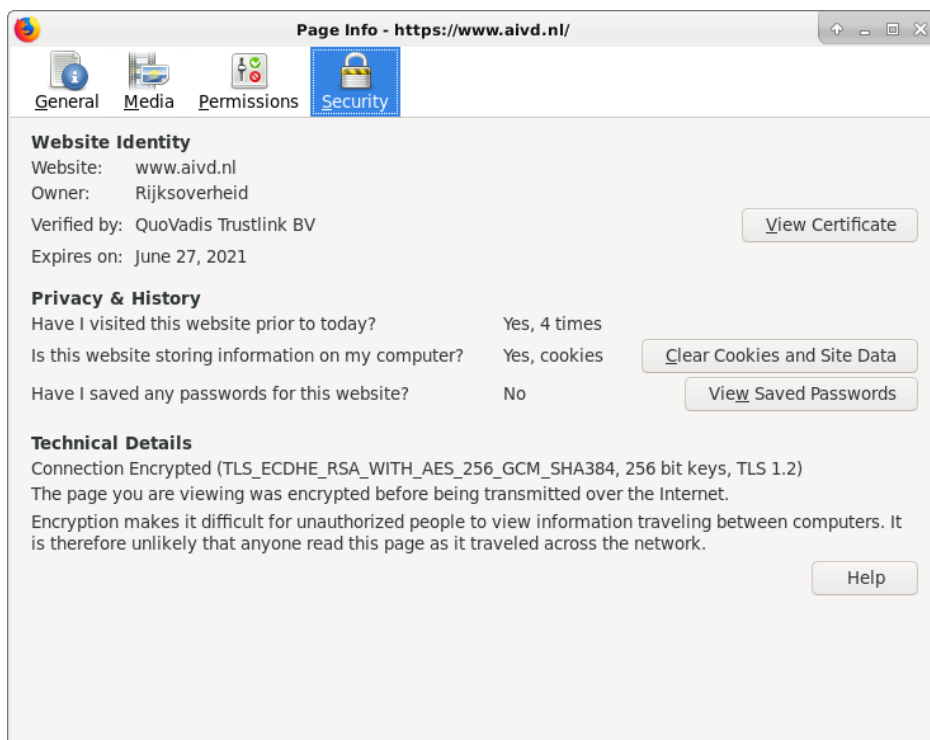 Page Info - https://www.aivd.nl/
General Media Permissions Security
Website Identity
Website: www.aivd.nl
Owner: Rijksoverheid
Verified by: QuoVadis Trustlink BV View Certificate
Expires on: June 27, 2021
Privacy & History
Have I visited this website prior to today? Yes, 4 times
Is this website storing information on my computer? Yes, cookies Clear Cookies and Site Data
Have I saved any passwords for this website? No View Saved Passwords
Technical Details
Connection Encrypted (TLS_ECDHE_RSA_WITH_AES_256_GCM_SHA384, 256 bit keys, TLS 1.2)
The page you are viewing was encrypted before being transmitted over the Internet.
Encryption makes it difficult for unauthorized people to view information traveling between computers. It
is therefore unlikely that anyone read this page as it traveled across the network.
Help